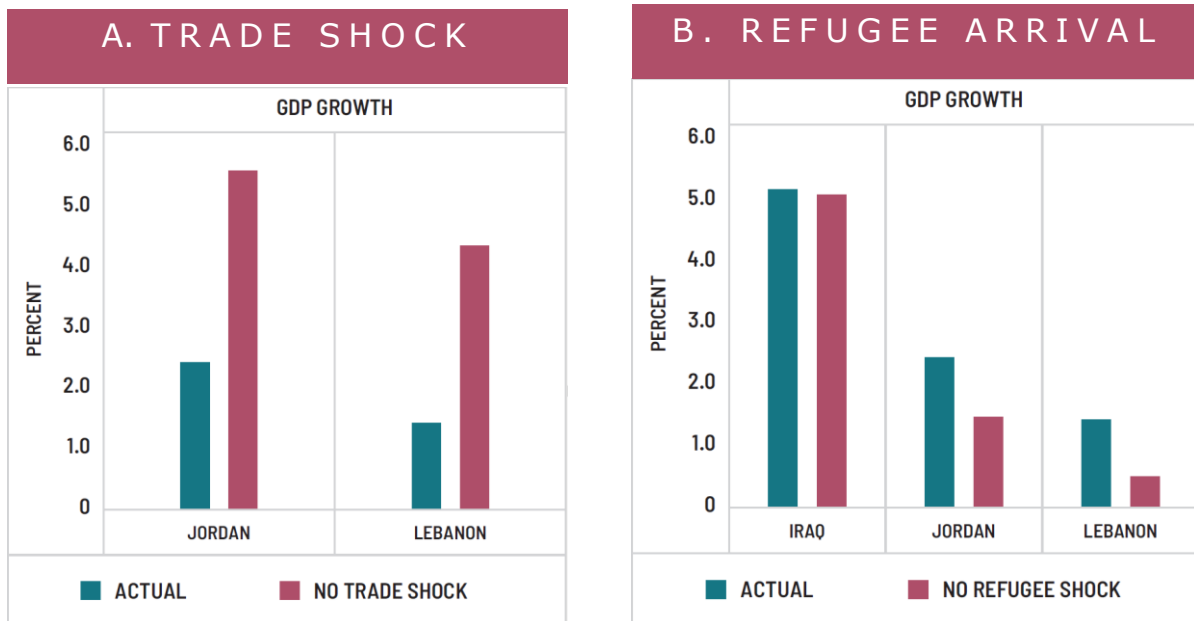 A. TRADE SHOCK
GDP GROWTH
6.0
5.0
4.0
3.0
2.0
1.0
0
PERCENT
JORDAN
LEBANON
ACTUAL
NO TRADE SHOCK
B. REFUGEE ARRIVAL
GDP GROWTH
6.0
5.0
4.0
3.0
2.0
1.0
0
PERCENT
IRAQ
JORDAN
LEBANON
ACTUAL
NO REFUGEE SHOCK